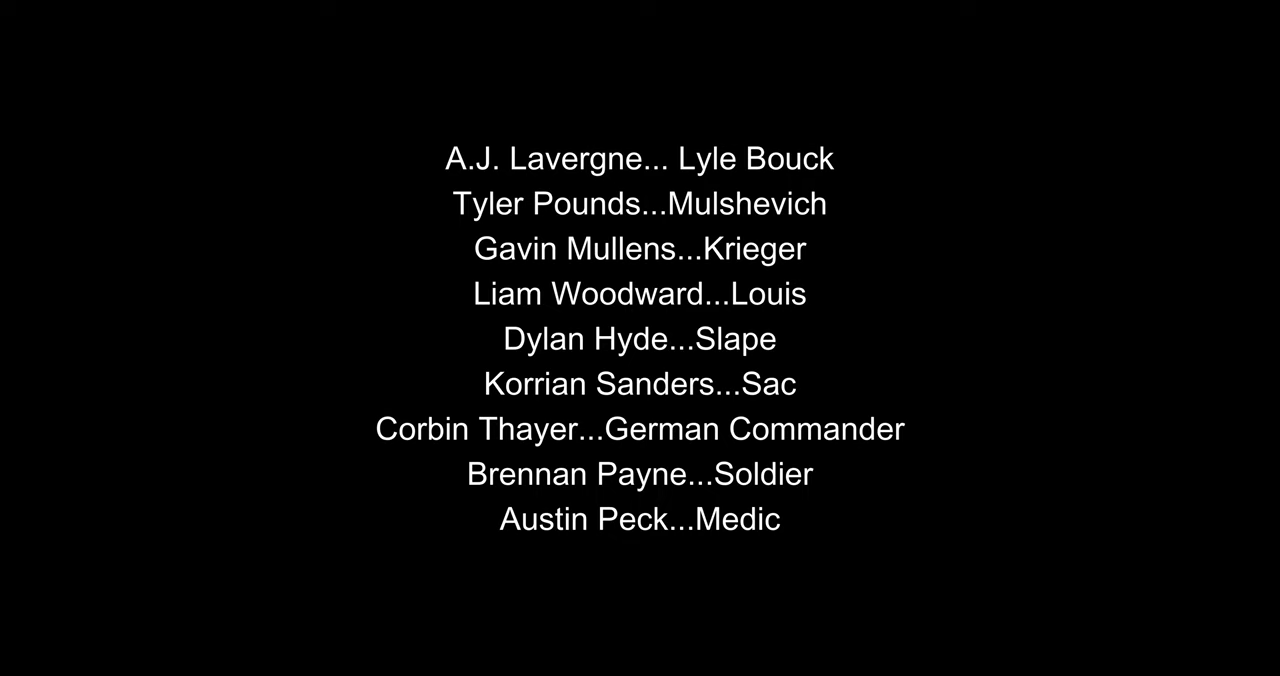 A.J. Lavergne... Lyle Bouck
Tyler Pounds...Mulshevich
Gavin Mullens...Krieger
Liam Woodward...Louis
Dylan Hyde...Slape
Korrian Sanders...Sac
Corbin Thayer...German Commander
Brennan Payne...Soldier
Austin Peck...Medic